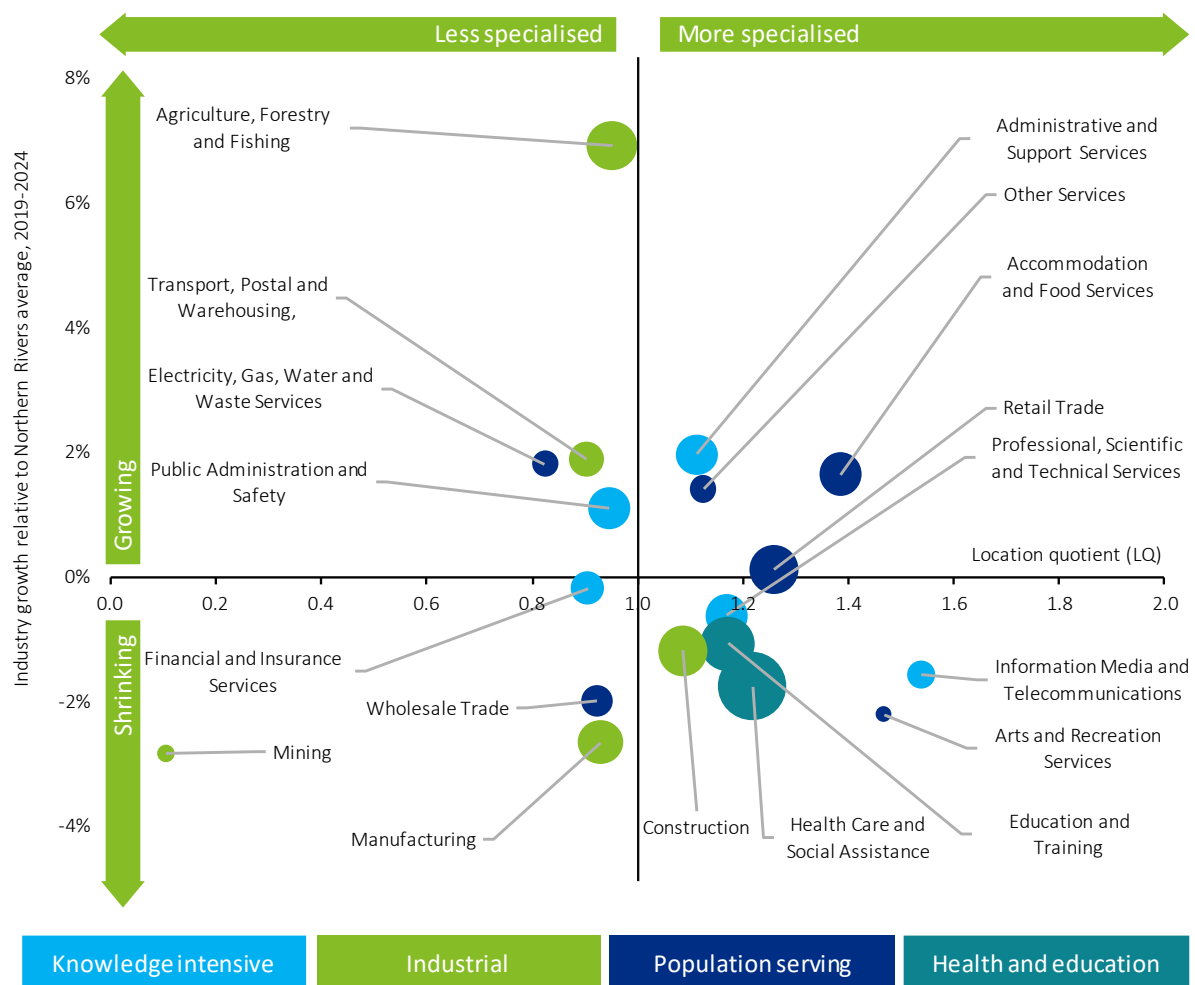 Less specialised
More specialised
Industry growth relative to Northern Rivers average, 2019-2024
8%
6%
4%
2%
0%
-2%
-4%
Growing
Shrinking
Agriculture, Forestry
and Fishing
Transport, Postal and
Warehousing,
Electricity, Gas, Water and
Waste Services
Public Administration and
Safety
Administrative and
Support Services
Other Services
Accommodation
and Food Services
Retail Trade
Professional, Scientific
and Technical Services
Location quotient (LQ)
0.0
0.2
0.4
0.6
0.8
1.0
1.2
1.4
1.6
1.8
2.0
Financial and Insurance
Services
Wholesale Trade
Mining
Manufacturing
Construction
Health Care and
Social Assistance
Information Media and
Telecommunications
Arts and Recreation
Services
Education and
Training
Knowledge intensive
Industrial
Population serving
Health and education